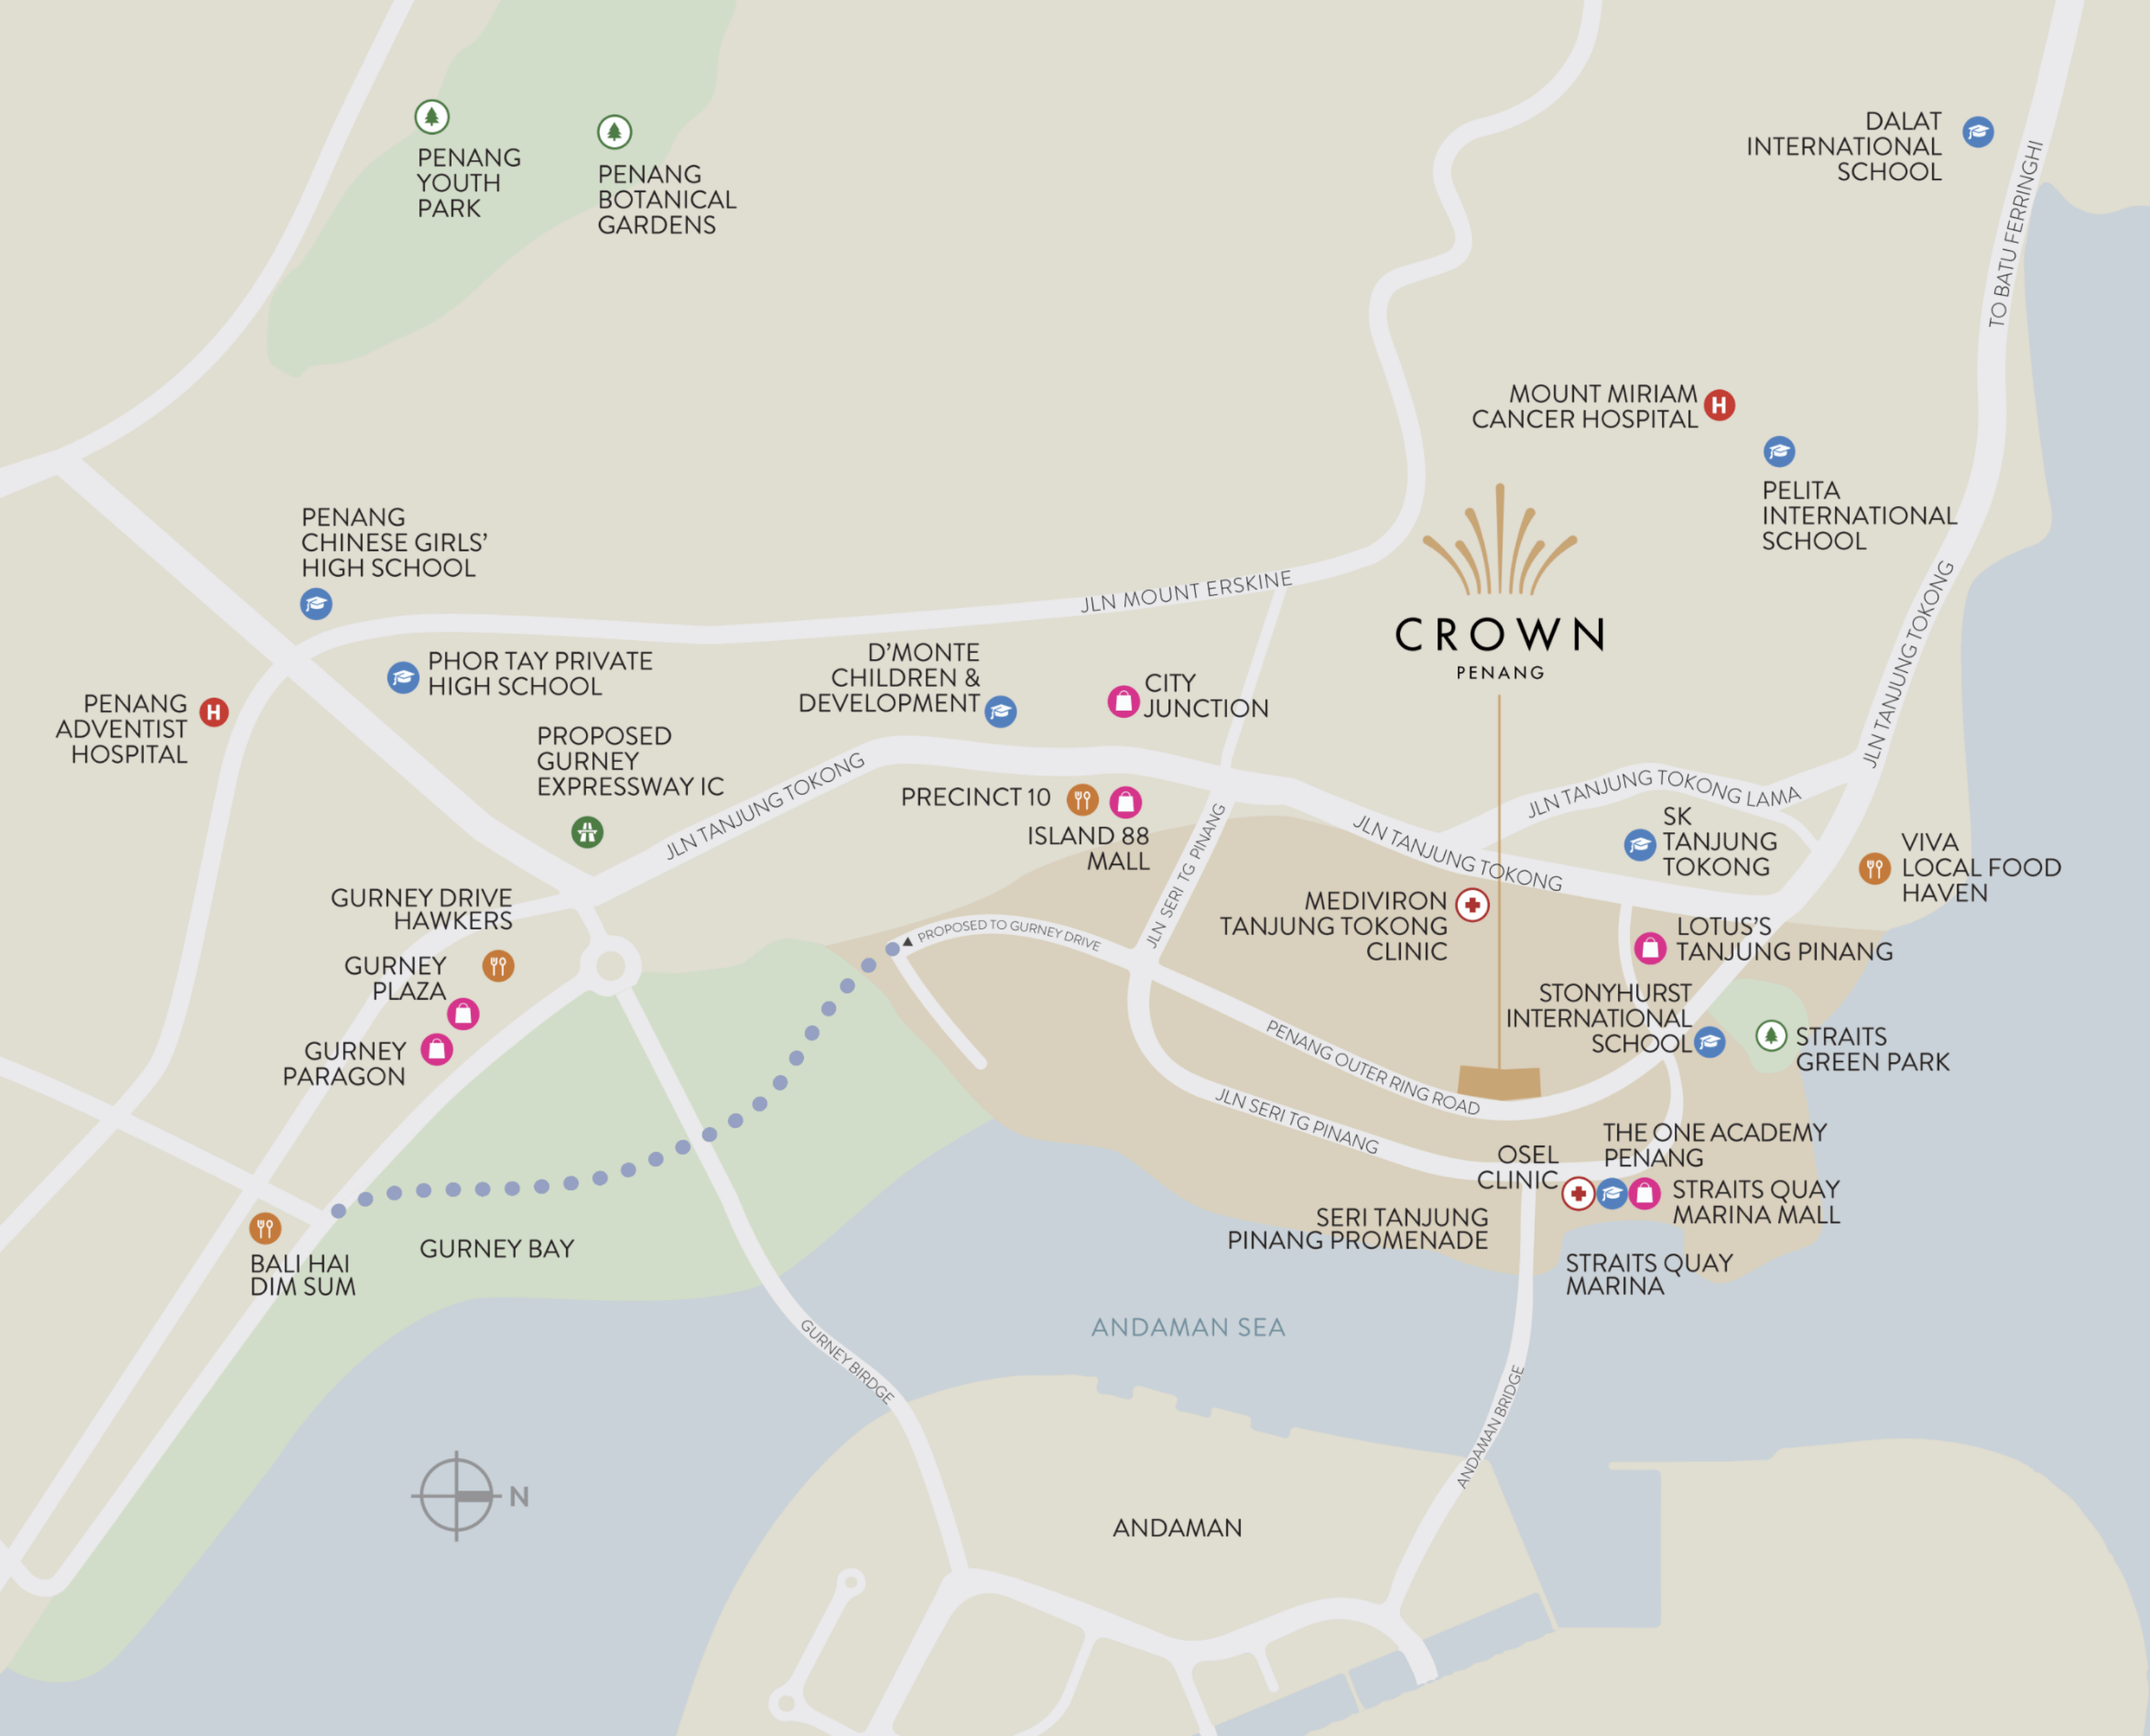 PENANG
YOUTH
PARK
PENANG
BOTANICAL
GARDENS
DALAT
INTERNATIONAL
SCHOOL
TO BATU FERRINGHI
MOUNT MIRIAM
CANCER HOSPITAL
H
PELITA
INTERNATIONAL
SCHOOL
PENANG
CHINESE GIRLS'
HIGH SCHOOL
JLN MOUNT ERSKINE
CROWN
PENANG
JLN TANJUNG TOKONG
PHOR TAY PRIVATE
HIGH SCHOOL
D'MONTE
CHILDREN &
DEVELOPMENT
CITY
JUNCTION
PENANG
ADVENTIST
HOSPITAL
H
PROPOSED
GURNEY
EXPRESSWAY IC
JLN TANJUNG TOKONG
PRECINCT 10
ISLAND 88
MALL
JLN SERI TG PINANG
JLN TANJUNG TOKONG
JLN TANJUNG TOKONG LAMA
SK
TANJUNG
TOKONG
VIVA
LOCAL FOOD
HAVEN
GURNEY DRIVE
HAWKERS
GURNEY
PLAZA
GURNEY
PARAGON
PROPOSED TO GURNEY DRIVE
MEDIVIRON
TANJUNG TOKONG
CLINIC
LOTUS'S
TANJUNG PINANG
STONYHURST
INTERNATIONAL
SCHOOL
STRAITS
GREEN PARK
PENANG OUTER RING ROAD
JLN SERI TG PINANG
THE ONE ACADEMY
PENANG
OSEL
CLINIC
STRAITS QUAY
MARINA MALL
SERI TANJUNG
PINANG PROMENADE
STRAITS QUAY
MARINA
BALI HAI
DIM SUM
GURNEY BAY
ANDAMAN SEA
GURNEY BIRDGE
ANDAMAN BRIDGE
N
ANDAMAN